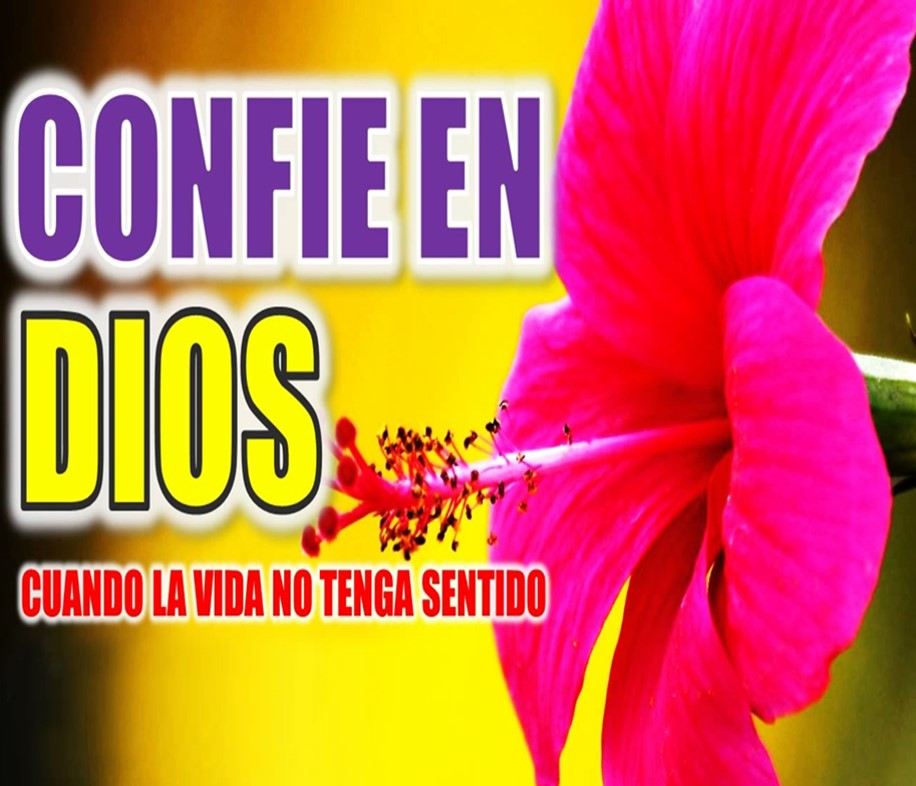 CONFIE EN
DIOS
CUANDO LA VIDA NO TENGA SENTIDO